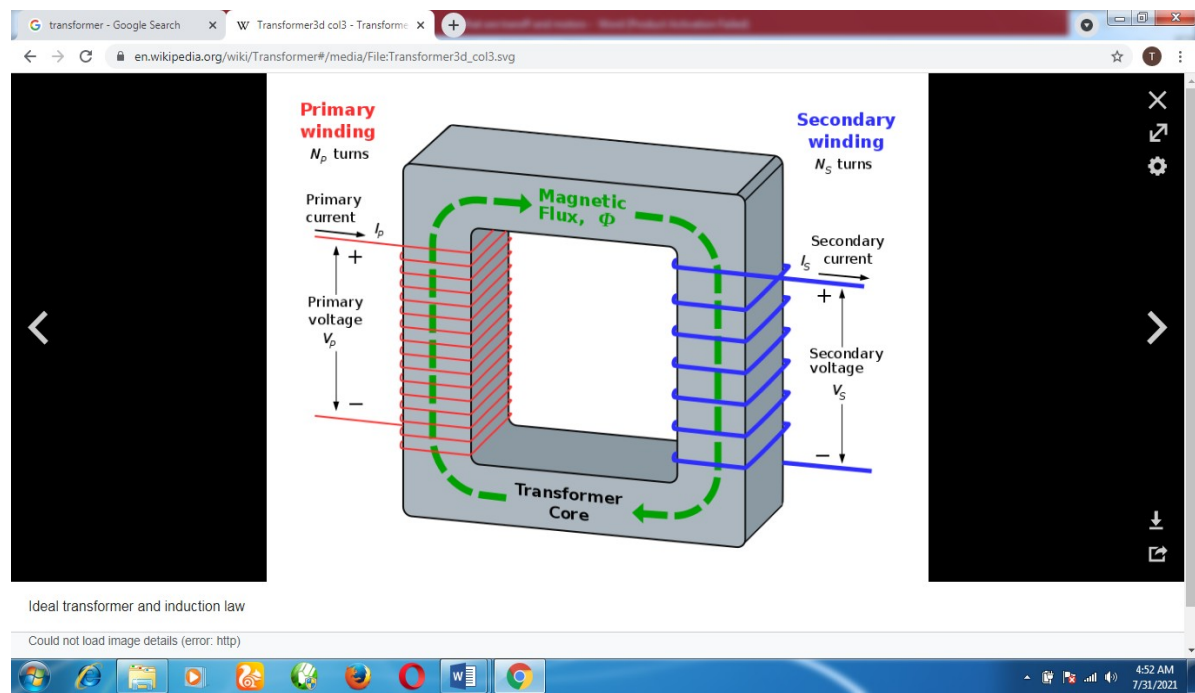 transformer - Google Search
Transformer3d col3 - Transforme
en.wikipedia.org/wiki/Transformer#/media/File:Transformer3d_col3.svg
T
Primary
winding
Np turns
Secondary
winding
NS turns
Primary
current
Ip
Magnetic
Flux, Φ
Secondary
current
IS
+
+
Primary
voltage
Vp
Secondary
voltage
VS
−
−
Transformer
Core
Ideal transformer and induction law
Could not load image details (error: http)
4:52 AM
7/31/2021